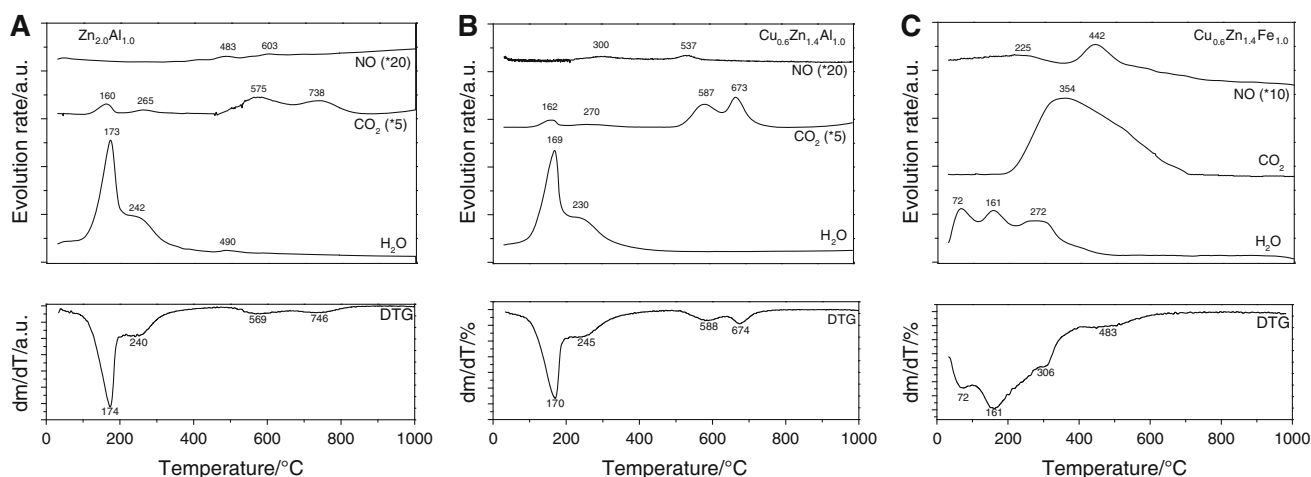 A
Zn2.0Al1.0
483
603
NO (*20)
160
265
575
738
CO2 (*5)
173
242
490
H2O
Evolution rate/a.u.
DTG
240
569
746
174
dm/dT/a.u.
0 200 400 600 800 1000
Temperature/°C
B
Cu0.6Zn1.4Al1.0
300
537
NO (*20)
162
270
587
673
CO2 (*5)
169
230
H2O
Evolution rate/a.u.
DTG
245
588
674
170
dm/dT/%
0 200 400 600 800 1000
Temperature/°C
C
Cu0.6Zn1.4Fe1.0
225
442
NO (*10)
354
CO2
72
161
272
H2O
Evolution rate/a.u.
DTG
483
306
72
161
dm/dT/%
0 200 400 600 800 1000
Temperature/°C